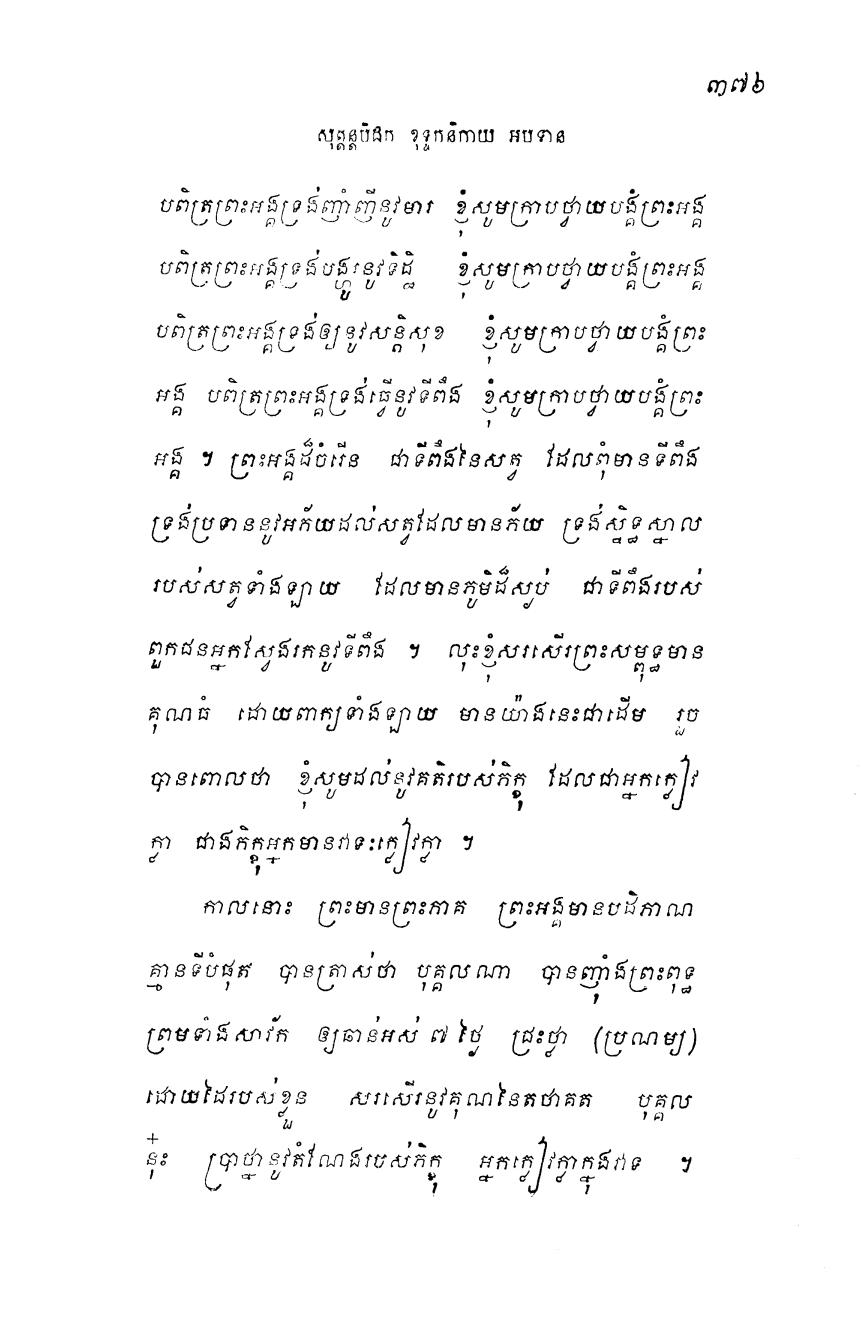 ៣៧៦
សុត្តន្តបិដក ខុទ្ទកនិកាយ អបទាន
បពិត្រព្រះអង្គទ្រង់ញាំញីនូវមារ ខ្ញុំសូមក្រាបថ្វាយបង្គំព្រះអង្គ
បពិត្រព្រះអង្គទ្រង់បង្ហូរនូវទិដ្ឋិ ខ្ញុំសូមក្រាបថ្វាយបង្គំព្រះអង្គ
បពិត្រព្រះអង្គទ្រង់ឲ្យនូវសន្តិសុខ ខ្ញុំសូមក្រាបថ្វាយបង្គំព្រះ
អង្គ បពិត្រព្រះអង្គទ្រង់ធ្វើនូវទីពឹង ខ្ញុំសូមក្រាបថ្វាយបង្គំព្រះ
អង្គ ។ ព្រះអង្គដ៏ចំរើន ជាទីពឹងនៃសត្វ ដែលពុំមានទីពឹង
ទ្រង់ប្រទាននូវអភ័យដល់សត្វដែលមានភ័យ ទ្រង់ស្និទ្ធស្នាល
របស់សត្វទាំងឡាយ ដែលមានភូមិដ៏ស្ងប់ ជាទីពឹងរបស់
ពួកជនអ្នកស្វែងរកនូវទីពឹង ។ លុះខ្ញុំសរសើរព្រះសម្ពុទ្ធមាន
គុណធំ ដោយពាក្យទាំងឡាយ មានយ៉ាងនេះជាដើម រួច
បានពោលថា ខ្ញុំសូមដល់នូវគតិរបស់ភិក្ខុ ដែលជាអ្នកក្លៀវ
ក្លា ជាងភិក្ខុអ្នកមានវាទៈក្លៀវក្លា ។
កាលនោះ ព្រះមានព្រះភាគ ព្រះអង្គមានបដិភាណ
គ្មានទីបំផុត បានត្រាស់ថា បុគ្គលណា បានញុំាងព្រះពុទ្ធ
ព្រមទាំងសាវ័ក ឲ្យឆាន់អស់ ៧ ថ្ងៃ ជ្រះថ្លា (ប្រណម្យ)
ដោយដៃរបស់ខ្លួន សរសើរនូវគុណនៃតថាគត បុគ្គល
នុ៎ះ ប្រាថ្នានូវតំណែងរបស់ភិក្ខុ អ្នកក្លៀវក្លាក្នុងវាទ ។